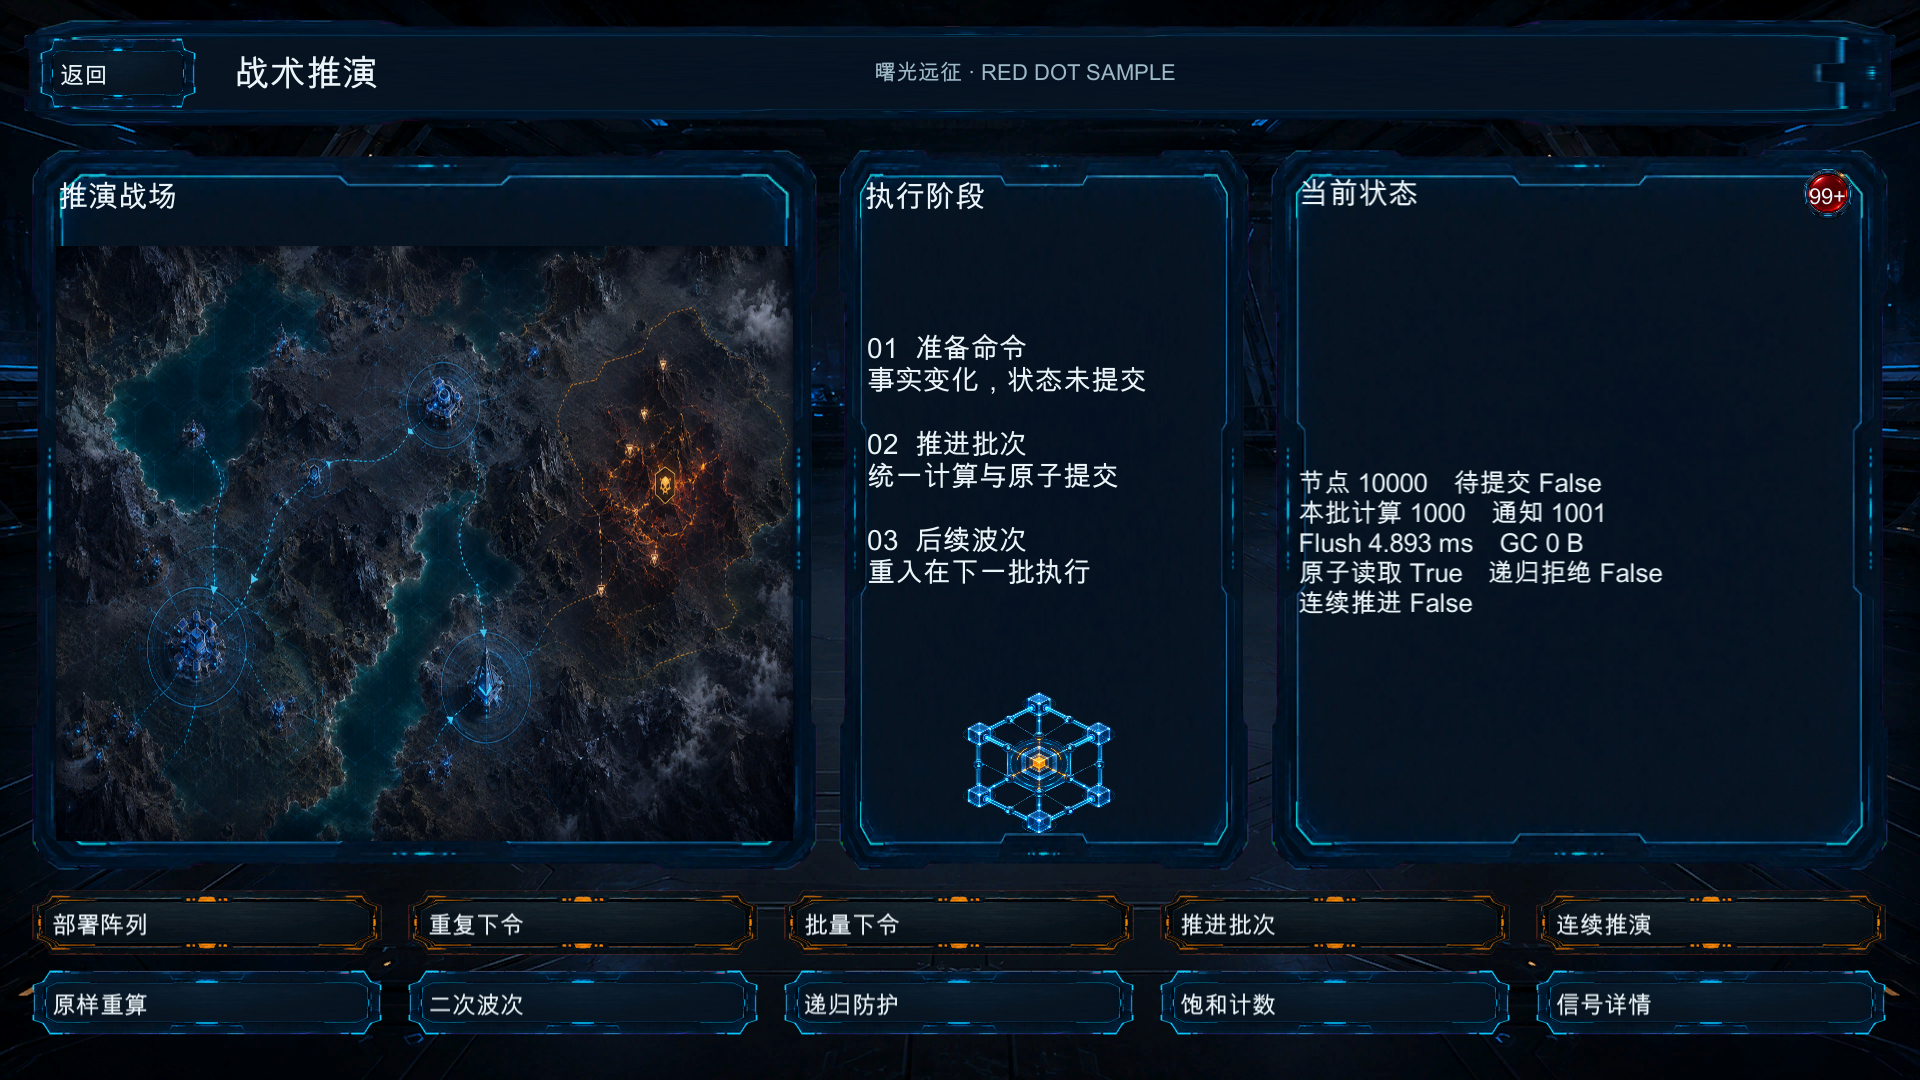 返回
战术推演
曙光远征 · RED DOT SAMPLE
推演战场
执行阶段
01 准备命令
事实变化，状态未提交
02 推进批次
统一计算与原子提交
03 后续波次
重入在下一批执行
当前状态
99+
节点 10000 待提交 False
本批计算 1000 通知 1001
Flush 4.893 ms GC 0 B
原子读取 True 递归拒绝 False
连续推进 False
部署阵列
重复下令
批量下令
推进批次
连续推演
原样重算
二次波次
递归防护
饱和计数
信号详情